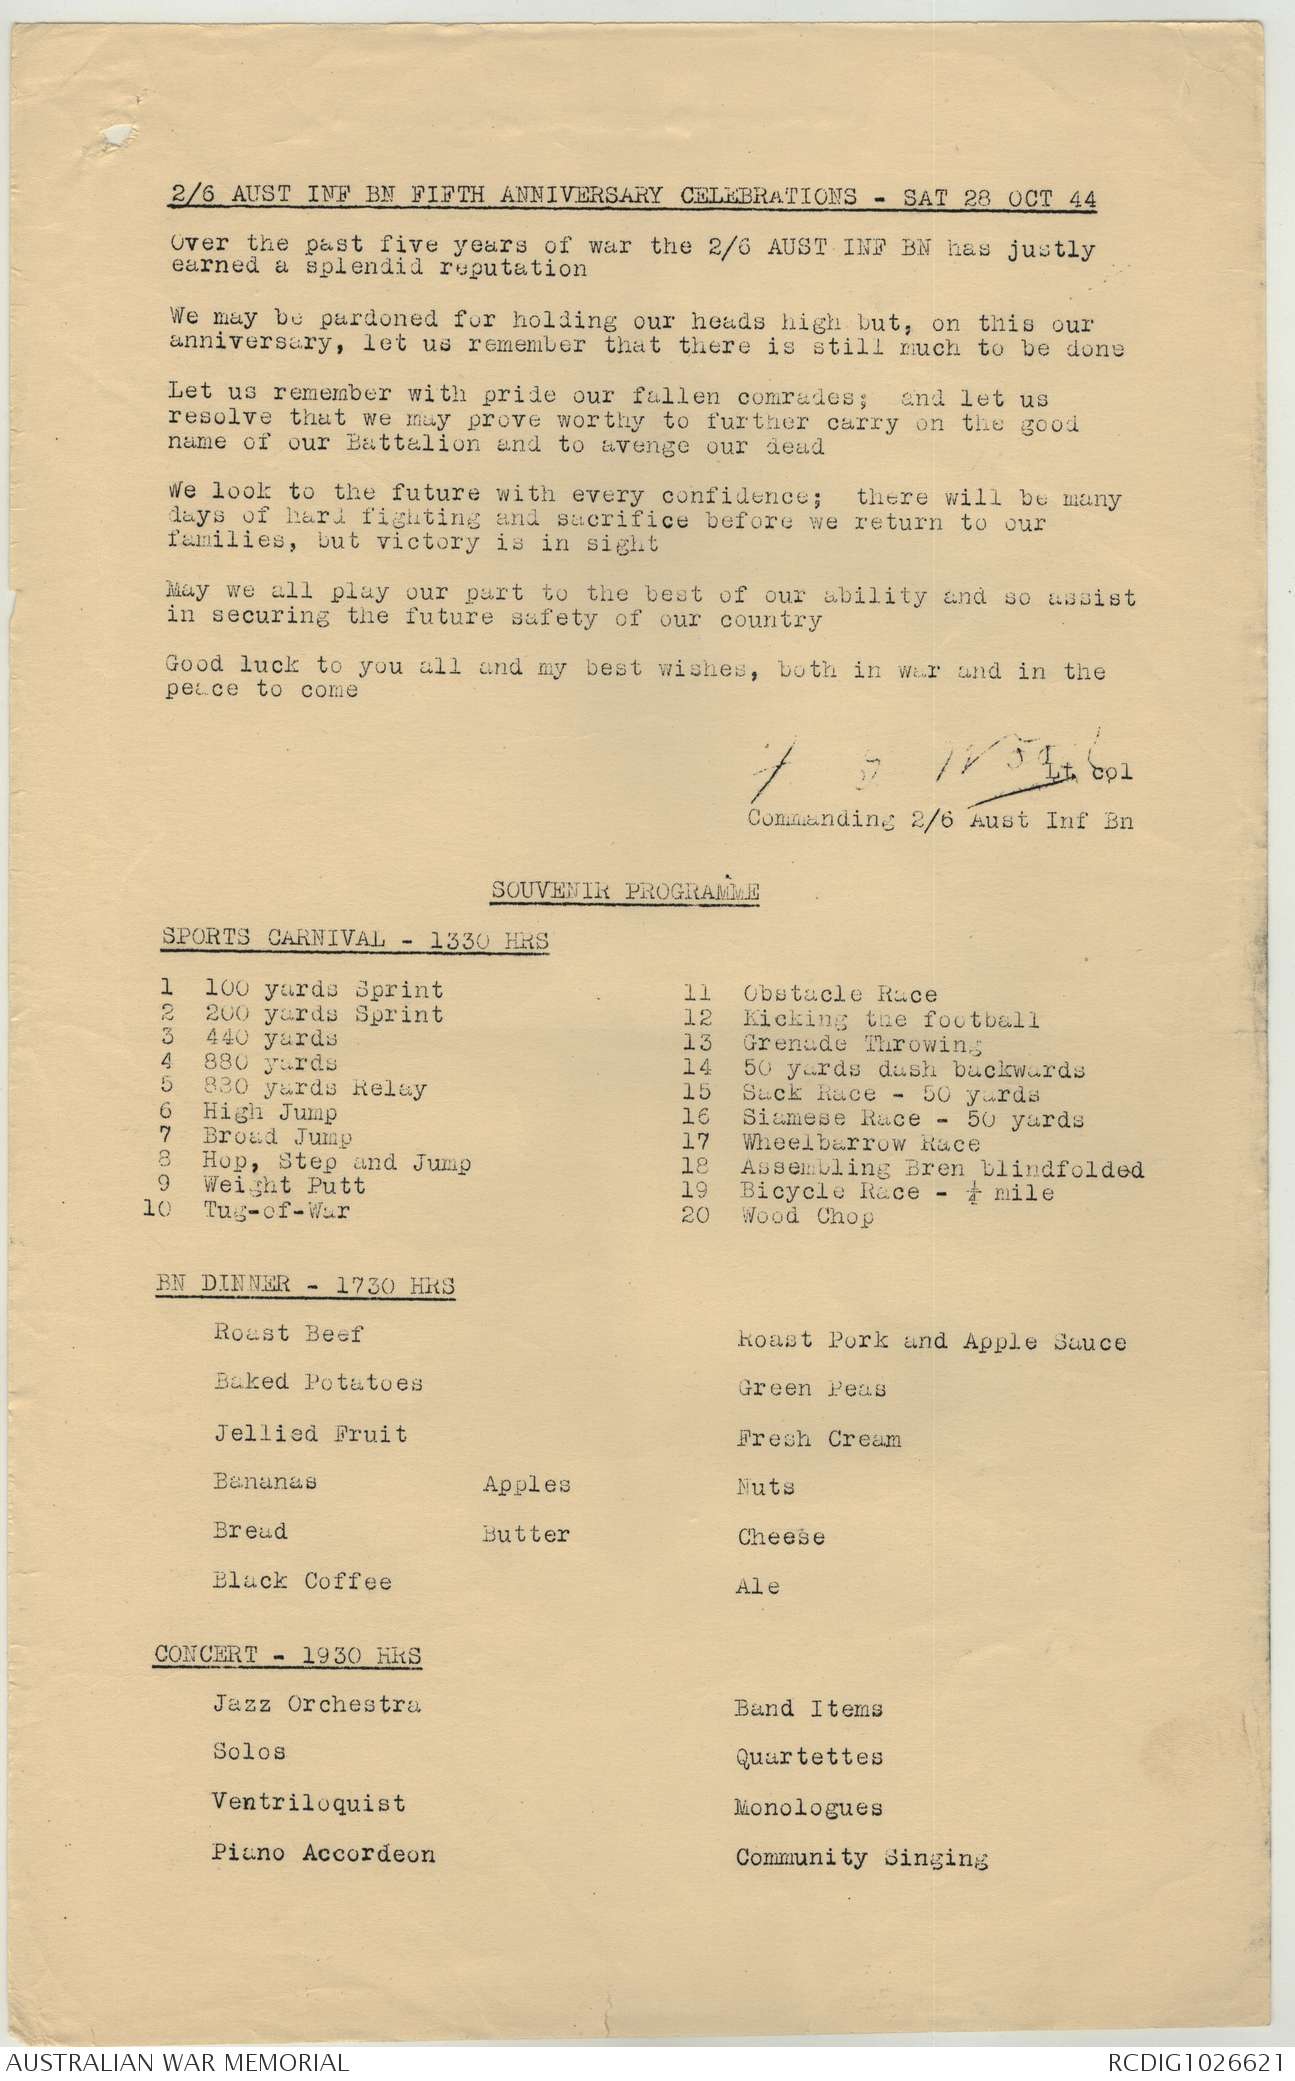 2/6 AUST INF BN FIFTH ANNIVERSARY CELEBRATIONS - SAT 28 OCT 44
Over the past five years of war the 2/6 AUST INF BN has justly
earned a splendid reputation
We may be pardoned for holding our heads high but, on this our
anniversary, let us remember that there is still much to be done
Let us remember with pride our fallen comrades; and let us
resolve that we may prove worthy to further carry on the good
name of our Battalion and to avenge our dead
We look to the future with every confidence; there will be many
days of hard fighting and sacrifice before we return to our
families, but victory is in sight
May we all play our part to the best of our ability and so assist
in securing the future safety of our country
Good luck to you all and my best wishes, both in war and in the
peace to come
Lt col
Commanding 2/6 Aust Inf Bn
SOUVENIR PROGRAMME
SPORTS CARNIVAL - 1330 HRS
1 100 yards Sprint
2 200 yards Sprint
3 440 yards
4 880 yards
5 880 yards Relay
6 High Jump
7 Broad Jump
8 Hop, Step and Jump
9 Weight Putt
10 Tug-of-War
11 Obstacle Race
12 Kicking the football
13 Grenade Throwing
14 50 yards dash backwards
15 Sack Race - 50 yards
16 Siamese Race - 50 yards
17 Wheelbarrow Race
18 Assembling Bren blindfolded
19 Bicycle Race - ¼ mile
20 Wood Chop
BN DINNER - 1730 HRS
Roast Beef Roast Pork and Apple Sauce
Baked Potatoes Green Peas
Jellied Fruit Fresh Cream
Bananas Apples Nuts
Bread Butter Cheese
Black Coffee Ale
CONCERT - 1930 HRS
Jazz Orchestra Band Items
Solos Quartettes
Ventriloquist Monologues
Piano Accordeon Community Singing
AUSTRALIAN WAR MEMORIAL RCDIG1026621